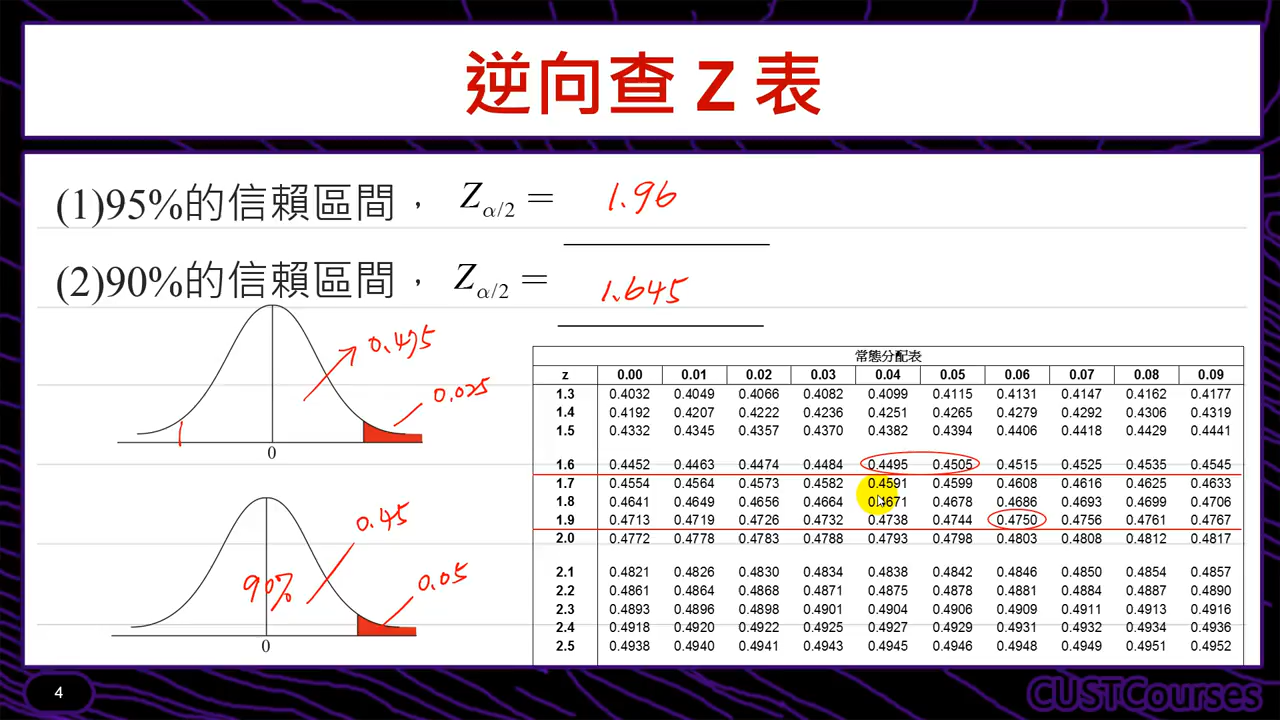 逆向查 Z 表
(1)95%的信賴區間，Zα/2 = 1.96
(2)90%的信賴區間，Zα/2 = 1.645
0.475
0.025
0
0.45
90%
0.05
0
常態分配表
z 0.00 0.01 0.02 0.03 0.04 0.05 0.06 0.07 0.08 0.09
1.3 0.4032 0.4049 0.4066 0.4082 0.4099 0.4115 0.4131 0.4147 0.4162 0.4177
1.4 0.4192 0.4207 0.4222 0.4236 0.4251 0.4265 0.4279 0.4292 0.4306 0.4319
1.5 0.4332 0.4345 0.4357 0.4370 0.4382 0.4394 0.4406 0.4418 0.4429 0.4441
1.6 0.4452 0.4463 0.4474 0.4484 0.4495 0.4505 0.4515 0.4525 0.4535 0.4545
1.7 0.4554 0.4564 0.4573 0.4582 0.4591 0.4599 0.4608 0.4616 0.4625 0.4633
1.8 0.4641 0.4649 0.4656 0.4664 0.4671 0.4678 0.4686 0.4693 0.4699 0.4706
1.9 0.4713 0.4719 0.4726 0.4732 0.4738 0.4744 0.4750 0.4756 0.4761 0.4767
2.0 0.4772 0.4778 0.4783 0.4788 0.4793 0.4798 0.4803 0.4808 0.4812 0.4817
2.1 0.4821 0.4826 0.4830 0.4834 0.4838 0.4842 0.4846 0.4850 0.4854 0.4857
2.2 0.4861 0.4864 0.4868 0.4871 0.4875 0.4878 0.4881 0.4884 0.4887 0.4890
2.3 0.4893 0.4896 0.4898 0.4901 0.4904 0.4906 0.4909 0.4911 0.4913 0.4916
2.4 0.4918 0.4920 0.4922 0.4925 0.4927 0.4929 0.4931 0.4932 0.4934 0.4936
2.5 0.4938 0.4940 0.4941 0.4943 0.4945 0.4946 0.4948 0.4949 0.4951 0.4952
4
CUSTCourses